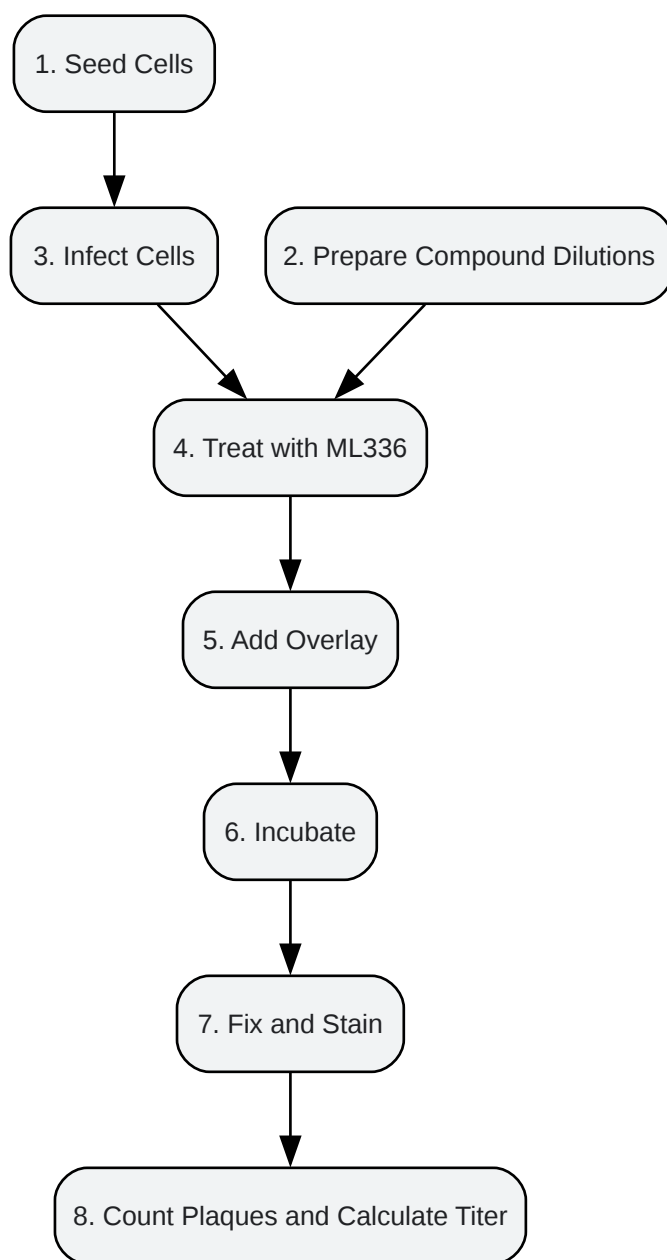 1. Seed Cells
3. Infect Cells
2. Prepare Compound Dilutions
4. Treat with ML336
5. Add Overlay
6. Incubate
7. Fix and Stain
8. Count Plaques and Calculate Titer